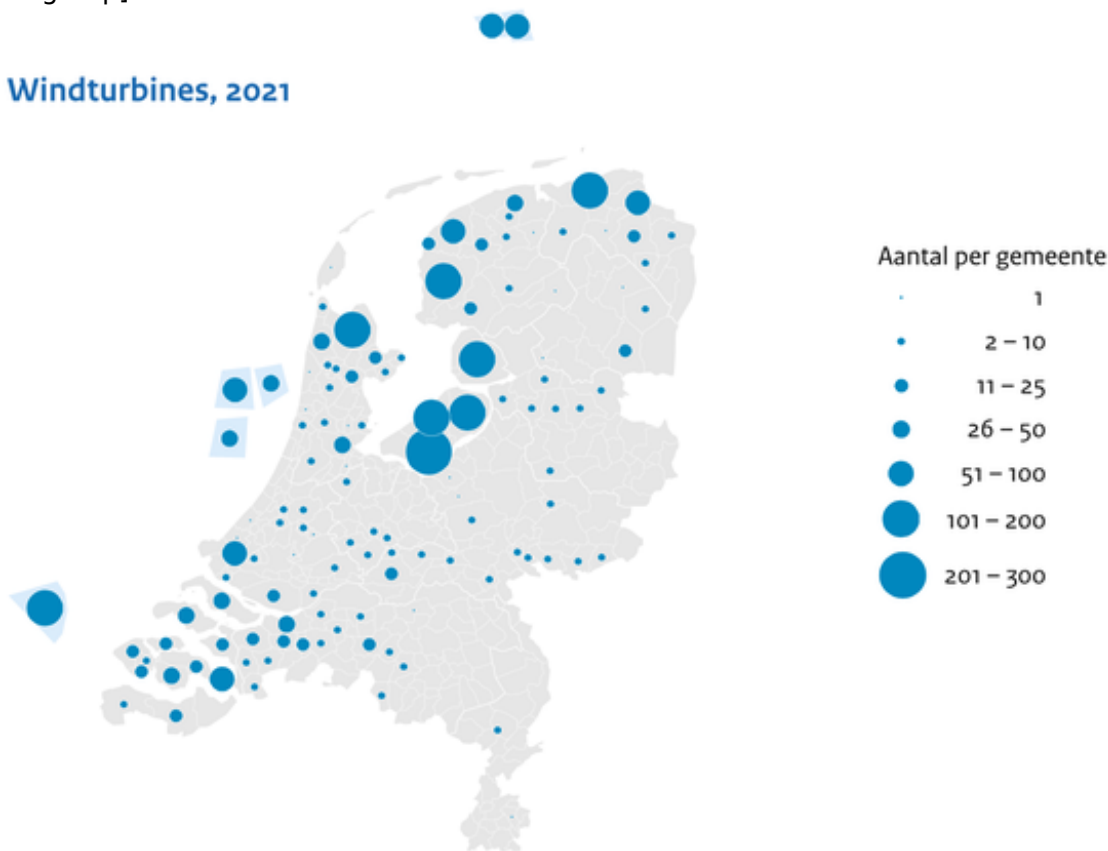 Windturbines, 2021
Aantal per gemeente
1
2 – 10
11 – 25
26 – 50
51 – 100
101 – 200
201 – 300